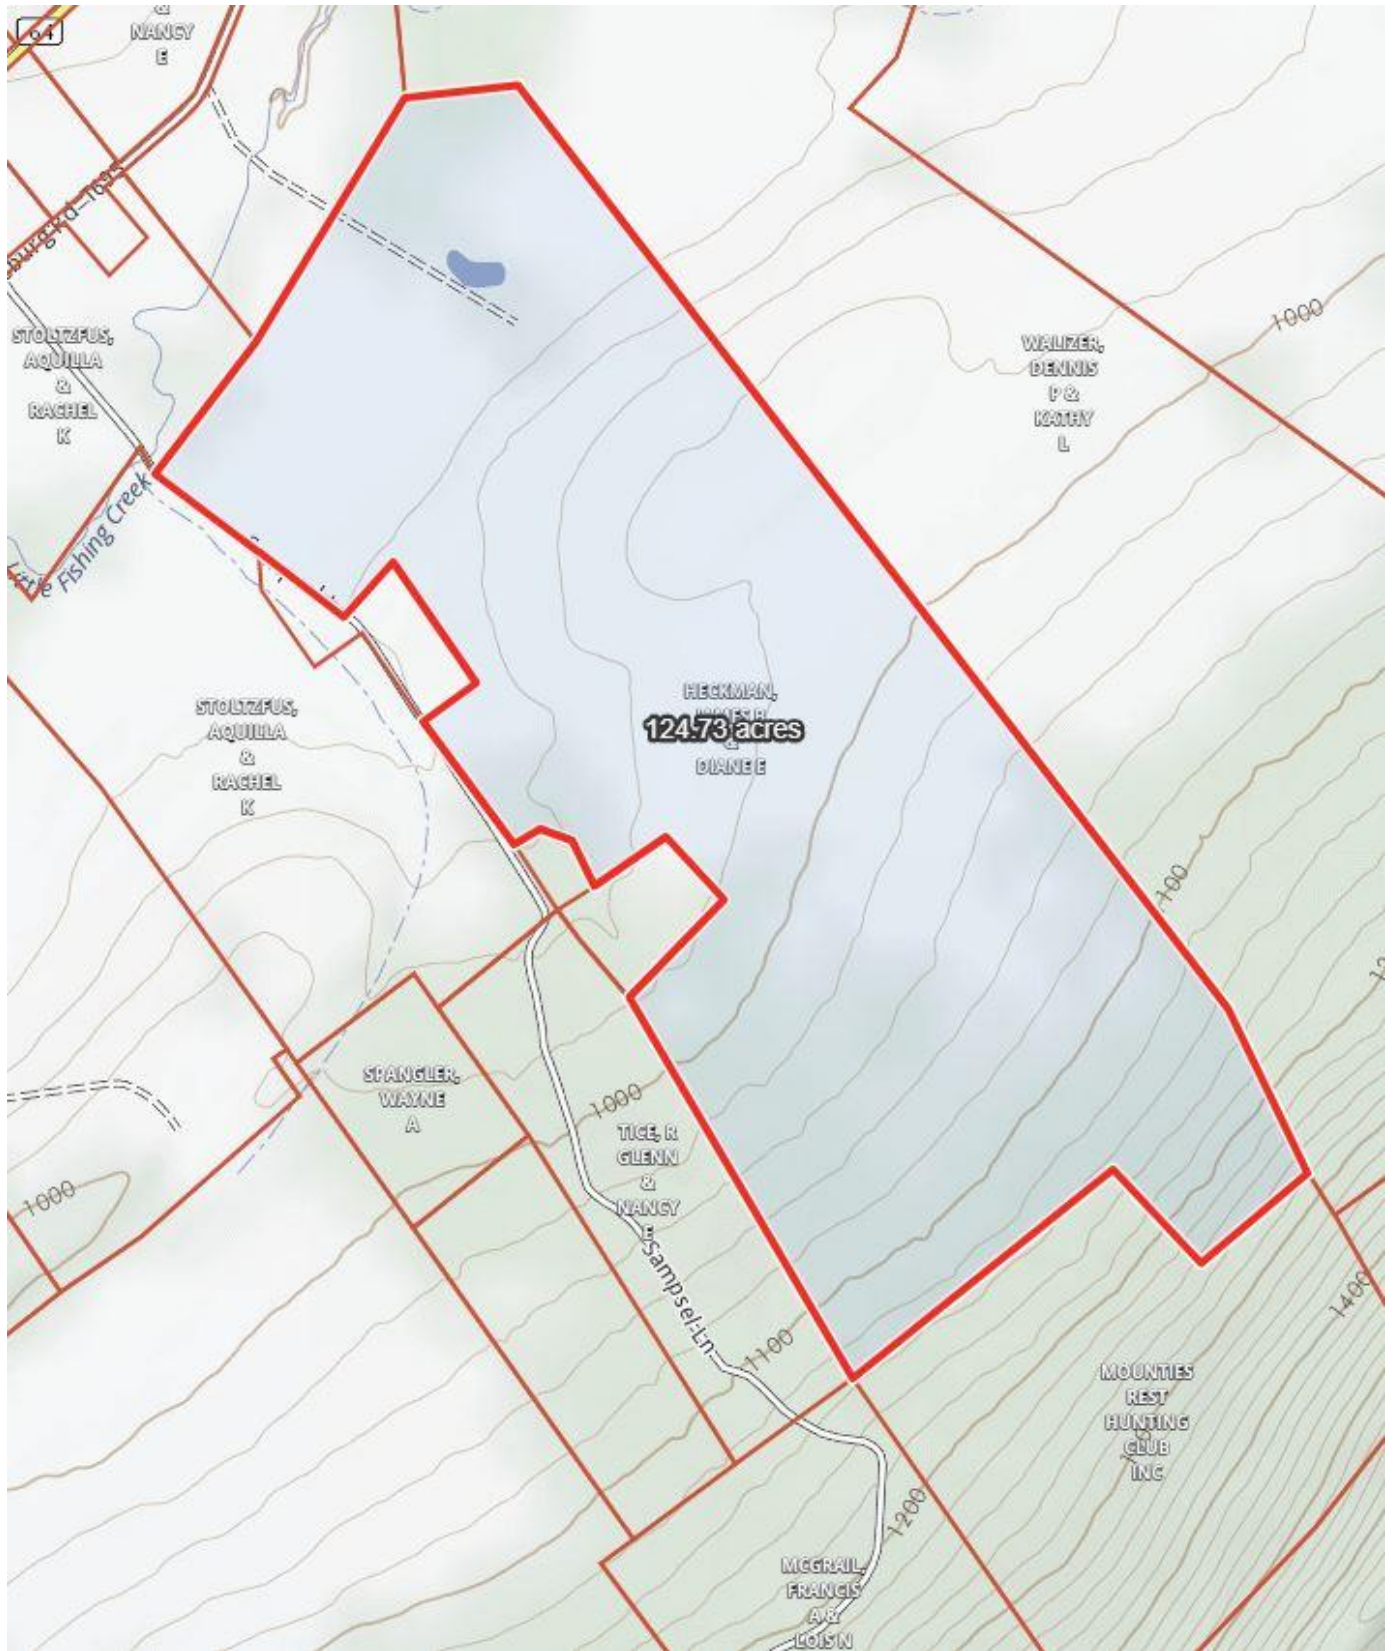 64
&
NANCY
E
burg Rd
STOLTZFUS,
AQUILLA
&
RACHEL
K
Little Fishing Creek
1000
WALIZER,
DENNIS
P &
KATHY
L
STOLTZFUS,
AQUILLA
&
RACHEL
K
HECKMAN,
124.73 acres
&
DIANE E
100
SPANGLER,
WAYNE
A
1000
TICE, R
GLENN
&
NANCY
E
1000
Sampsel Ln
1100
1400
MOUNTIES
REST
HUNTING
CLUB
INC
1200
MCGRAIL,
FRANCIS
A &
LOIS N